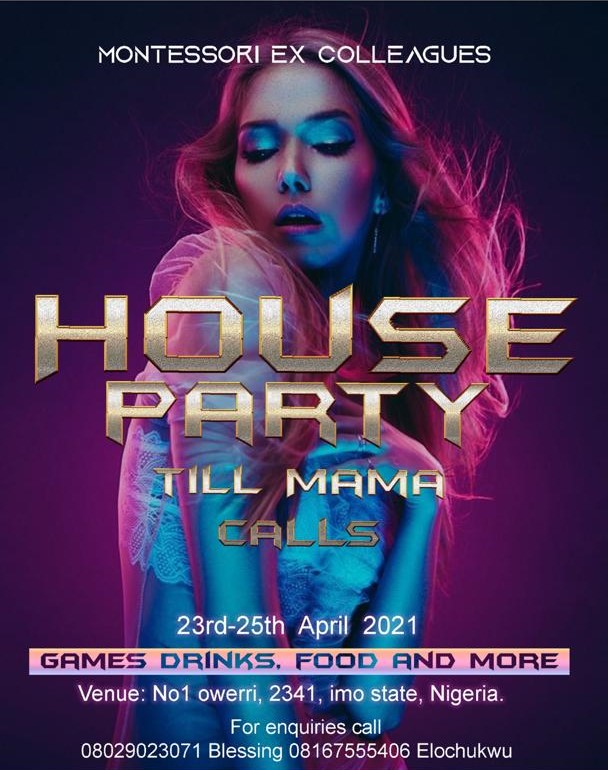 MONTESSORI EX COLLEAGUES
HOUSE
PARTY
TILL MAMA
CALLS
23rd-25th April 2021
GAMES DRINKS, FOOD AND MORE
Venue: No1 owerri, 2341, imo state, Nigeria.
For enquiries call
08029023071 Blessing 08167555406 Elochukwu